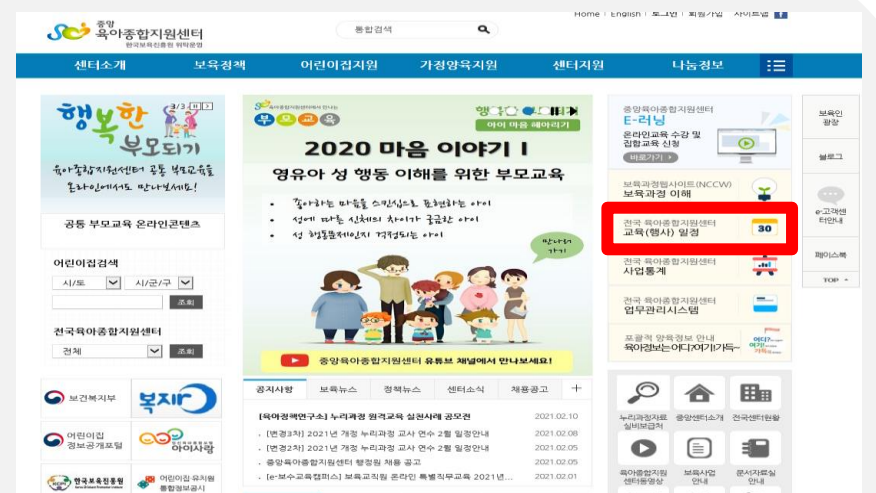 Home | English | 로그인 | 회원가입 사이트맵 f
중앙
육아종합지원센터
한국보육진흥원 위탁운영
통합검색
센터소개 보육정책 어린이집지원 가정양육지원 센터지원 나눔정보
행복한
부모되기
3/3
육아종합지원센터 공통 부모교육을
온라인에서도 만나보세요!
공통 부모교육 온라인컨텐츠
어린이집검색
시/도 시/군/구
조회
전국육아종합지원센터
전체 조회
보건복지부
복지로
어린이집
정보공개포털
아이사랑
한국보육진흥원
어린이집·유치원
통합정보공시
중앙육아종합지원센터에서 만나는
부모교육
아이 마음 헤아리기
2020 마음 이야기 I
영유아 성 행동 이해를 위한 부모교육
• 좋아하는 마음을 스킨십으로 표현하는 아이
• 성에 따른 신체의 차이가 궁금한 아이
• 성 행동문제인지 걱정되는 아이
만나러
가기
중앙육아종합지원센터 유튜브 채널에서 만나보세요!
공지사항 보육뉴스 정책뉴스 센터소식 채용공고 +
[육아정책연구소] 누리과정 원격교육 실천사례 공모전 2021.02.10
. [변경3차] 2021년 개정 누리과정 교사 연수 2월 일정안내 2021.02.08
. [변경2차] 2021년 개정 누리과정 교사 연수 2월 일정안내 2021.02.05
. 중앙육아종합지원센터 행정원 채용 공고 2021.02.05
. [e-보수교육캠퍼스] 보육교직원 온라인 특별직무교육 2021년... 2021.02.01
중앙육아종합지원센터
E-러닝
온라인교육 수강 및
집합교육 신청
바로가기
보육과정웹사이트(NCCW)
보육과정 이해
전국 육아종합지원센터
교육(행사) 일정
30
전국 육아종합지원센터
사업통계
전국 육아종합지원센터
업무관리시스템
포괄적 양육정보 안내
육아정보는 어디?여기!가득~
어디?
여기!
가득
누리과정자료
실비보급처
중앙센터소개
전국센터현황
육아종합지원
센터동영상
보육사업
안내
문서자료실
안내
보육인
광장
블로그
e-고객센
터안내
페이스북
TOP